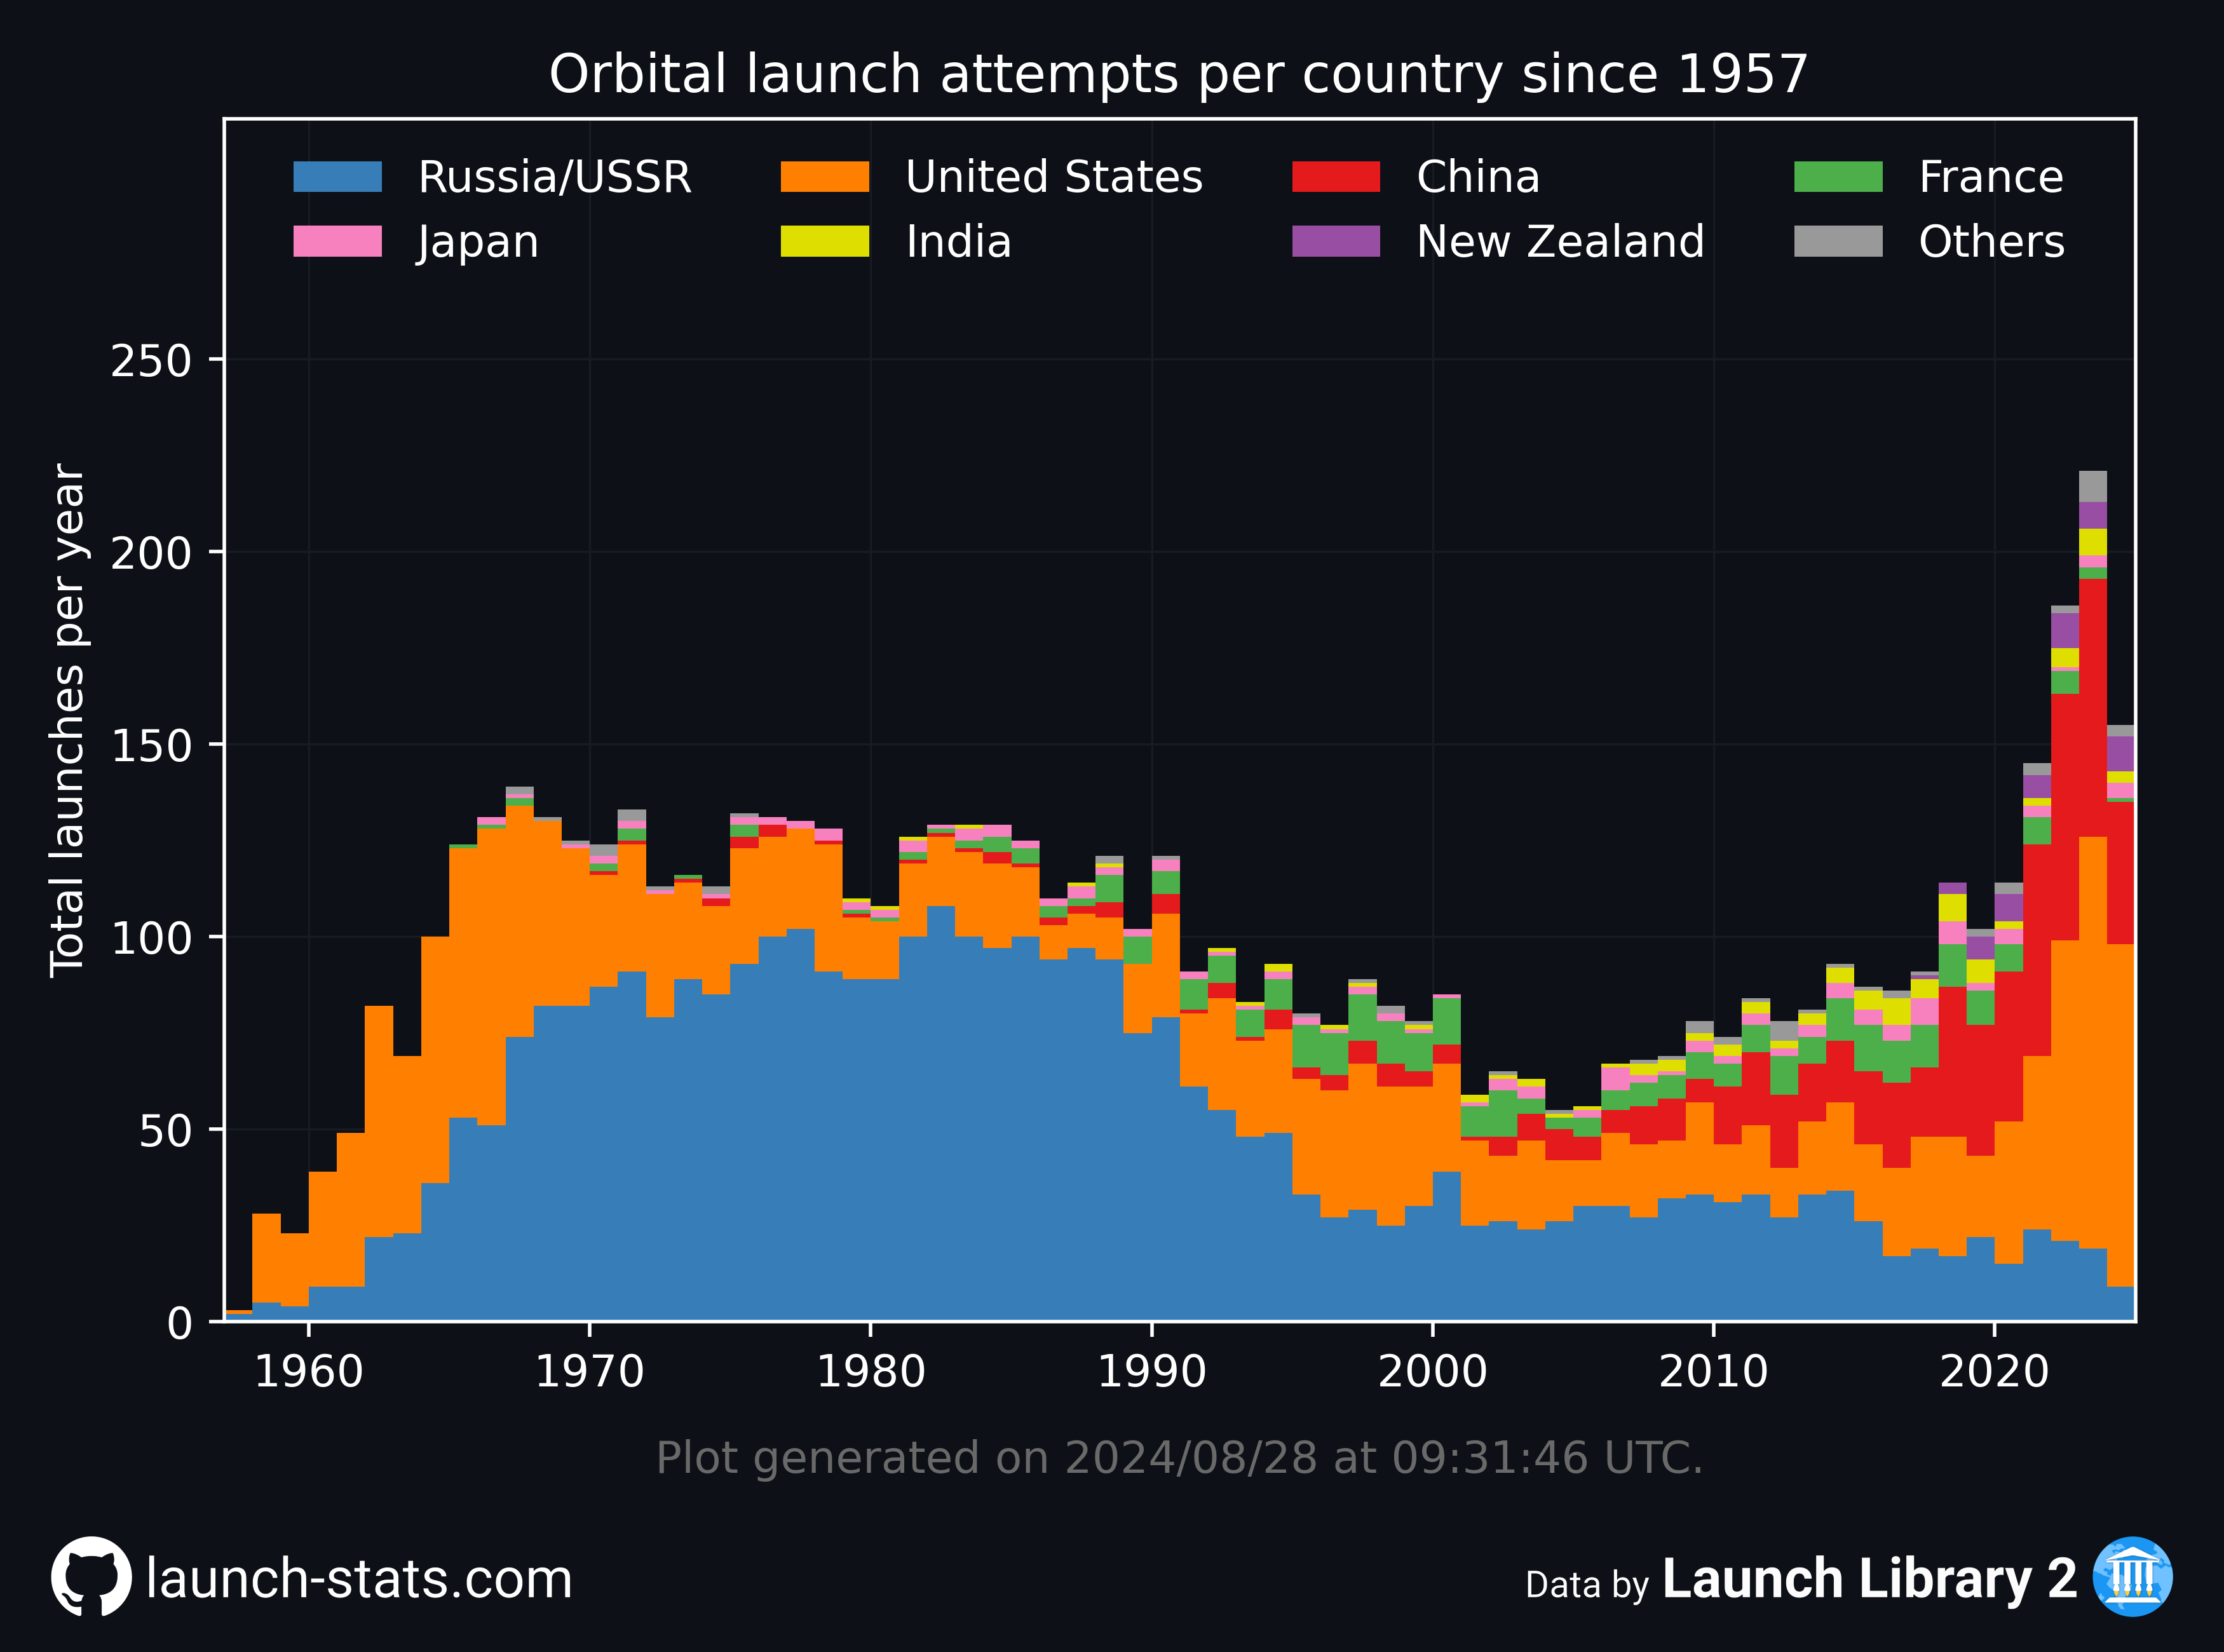 Orbital launch attempts per country since 1957
Russia/USSR United States China France
Japan India New Zealand Others
Total launches per year
250
200
150
100
50
0
1960 1970 1980 1990 2000 2010 2020
Plot generated on 2024/08/28 at 09:31:46 UTC.
launch-stats.com
Data by Launch Library 2